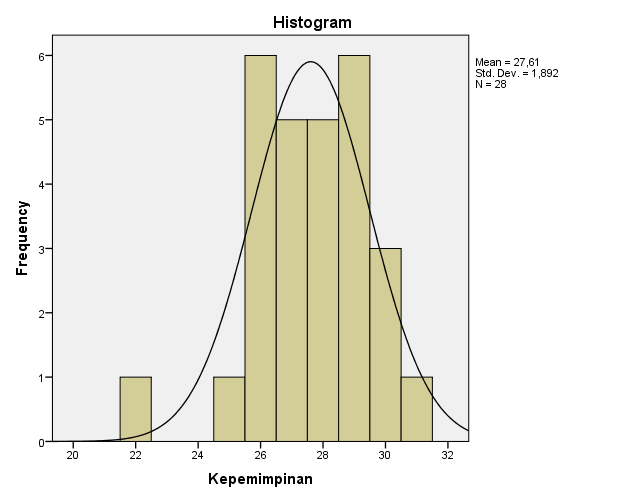 Histogram
Mean = 27,61
Std. Dev. = 1,892
N = 28
Frequency
6
5
4
3
2
1
0
20 22 24 26 28 30 32
Kepemimpinan